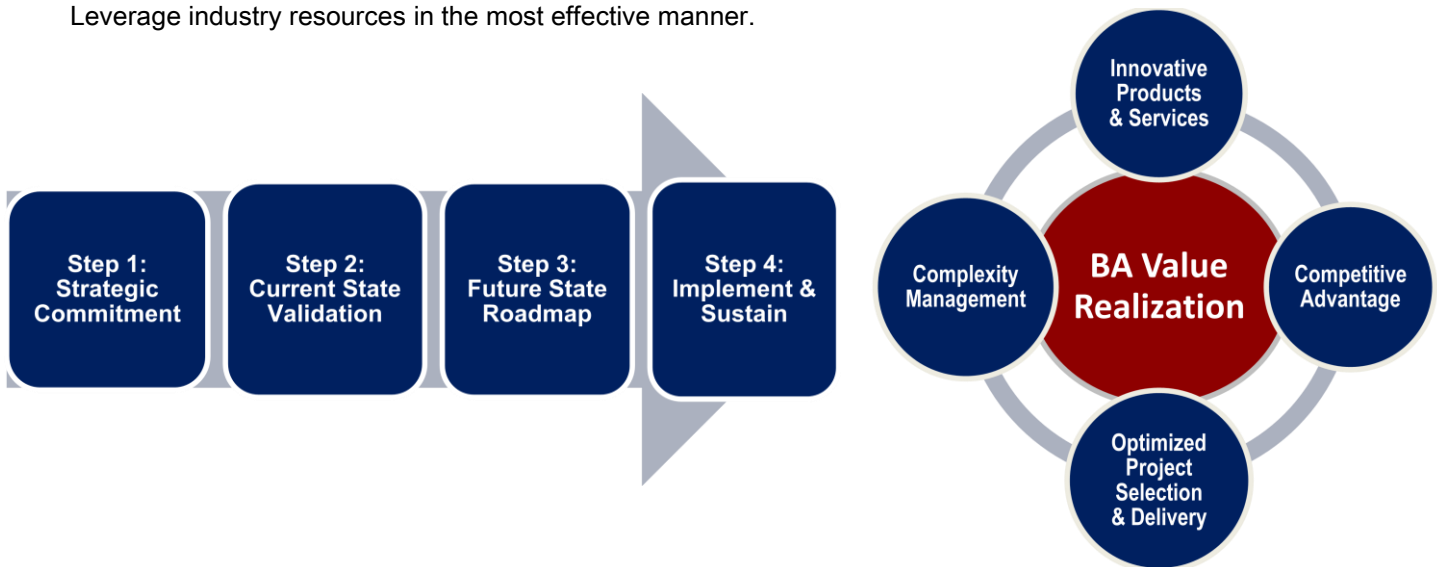 Leverage industry resources in the most effective manner.
Step 1:
Strategic
Commitment
Step 2:
Current State
Validation
Step 3:
Future State
Roadmap
Step 4:
Implement &
Sustain
Innovative
Products
& Services
Complexity
Management
BA Value
Realization
Competitive
Advantage
Optimized
Project
Selection
& Delivery